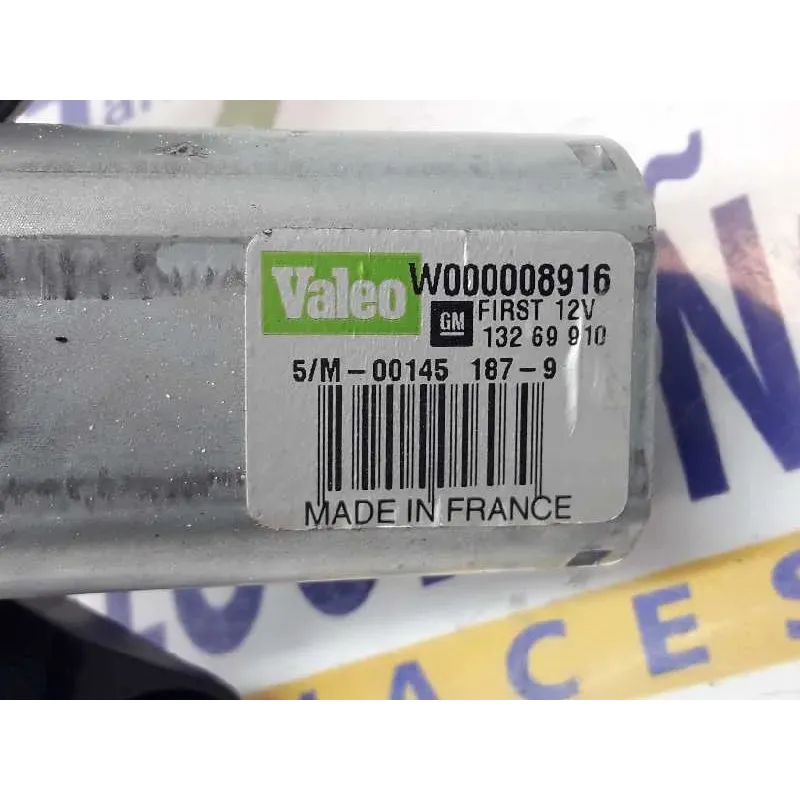 Valeo W000008916
GM FIRST 12V
132 69 910
5/M-00145 187-9
MADE IN FRANCE